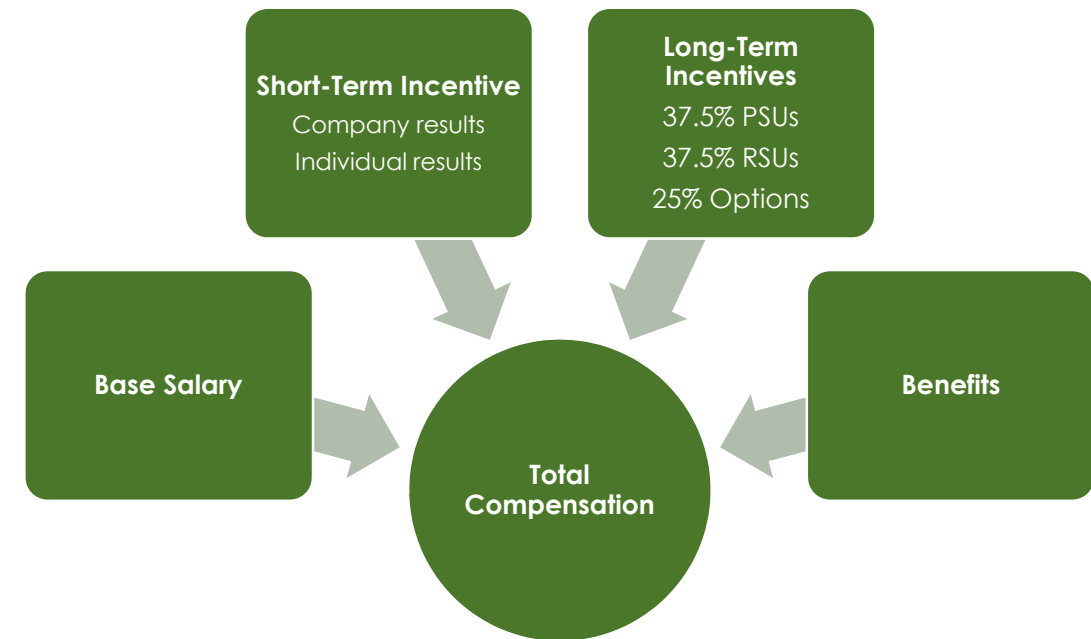 Short-Term Incentive
Company results
Individual results
Long-Term
Incentives
37.5% PSUs
37.5% RSUs
25% Options
Base Salary
Benefits
Total
Compensation